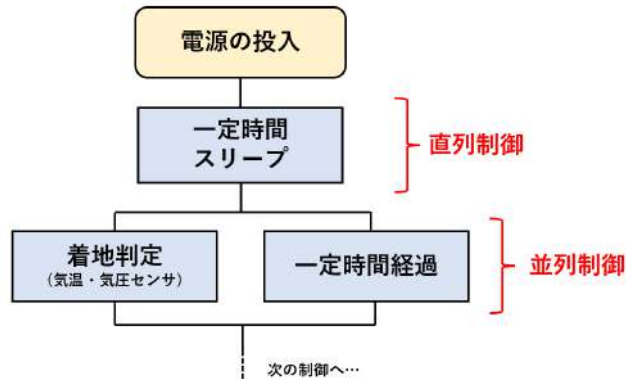 電源の投入
一定時間
スリープ
直列制御
着地判定
（気温・気圧センサ）
一定時間経過
並列制御
次の制御へ…